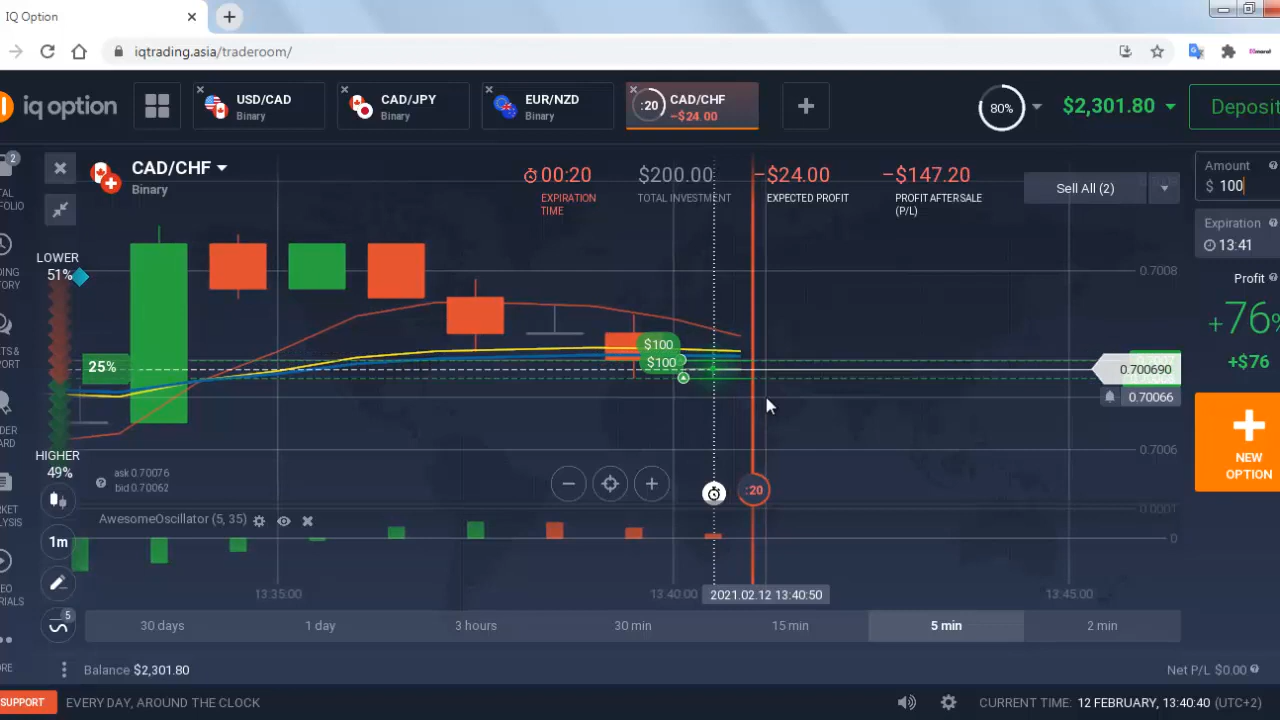 IQ Option
iqtrading.asia/traderoom/
iq option
USD/CAD
Binary
CAD/JPY
Binary
EUR/NZD
Binary
:20
CAD/CHF
−$24.00
80%
$2,301.80
Deposit
2
CAD/CHF
Binary
00:20
EXPIRATION
TIME
$200.00
TOTAL INVESTMENT
−$24.00
EXPECTED PROFIT
−$147.20
PROFIT AFTER SALE
(P/L)
Sell All (2)
Amount
$ 100
Expiration
13:41
Profit
+76%
+$76
NEW
OPTION
LOWER
51%
25%
HIGHER
49%
$100
$100
0.7008
0.700690
0.70066
0.7006
0.0001
0
ask 0.70076
bid 0.70062
AwesomeOscillator (5, 35)
:20
1m
5
13:35:00
13:40:00
2021.02.12 13:40:50
13:45:00
30 days
1 day
3 hours
30 min
15 min
5 min
2 min
Balance $2,301.80
Net P/L $0.00
SUPPORT
EVERY DAY, AROUND THE CLOCK
CURRENT TIME: 12 FEBRUARY, 13:40:40 (UTC+2)